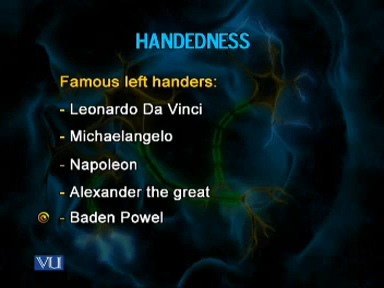 HANDEDNESS
Famous left handers:
- Leonardo Da Vinci
- Michaelangelo
- Napoleon
- Alexander the great
- Baden Powel
VU